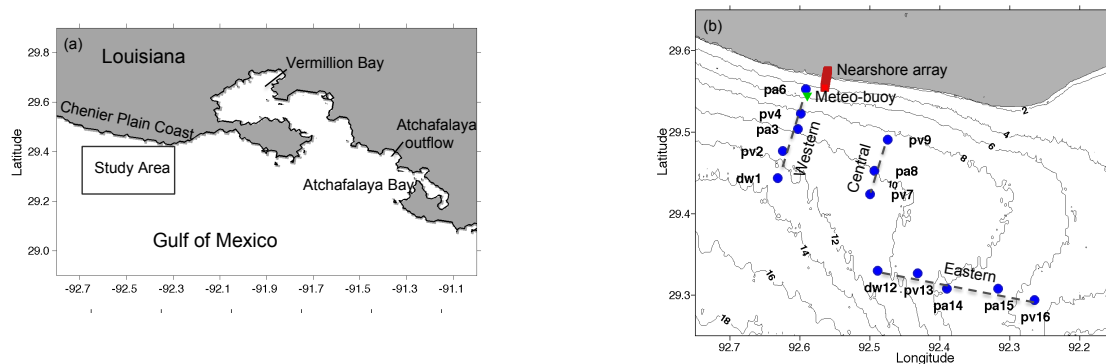 (a)
Louisiana
Vermillion Bay
Chenier Plain Coast
Atchafalaya
outflow
Study Area
Atchafalaya Bay
Gulf of Mexico
Latitude
29.8
29.6
29.4
29.2
29.0
-92.7 -92.5 -92.3 -92.1 -91.9 -91.7 -91.5 -91.3 -91.1
(b)
Nearshore array
pa6
Meteo-buoy
pv4
pa3
pv9
pv2
Western
Central
pa8
dw1
pv7
2
4
6
8
10
12
14
16
18
Eastern
dw12
pv13
pa14
pa15
pv16
Latitude
29.6
29.5
29.4
29.3
92.7 92.6 92.5 92.4 92.3 92.2
Longitude